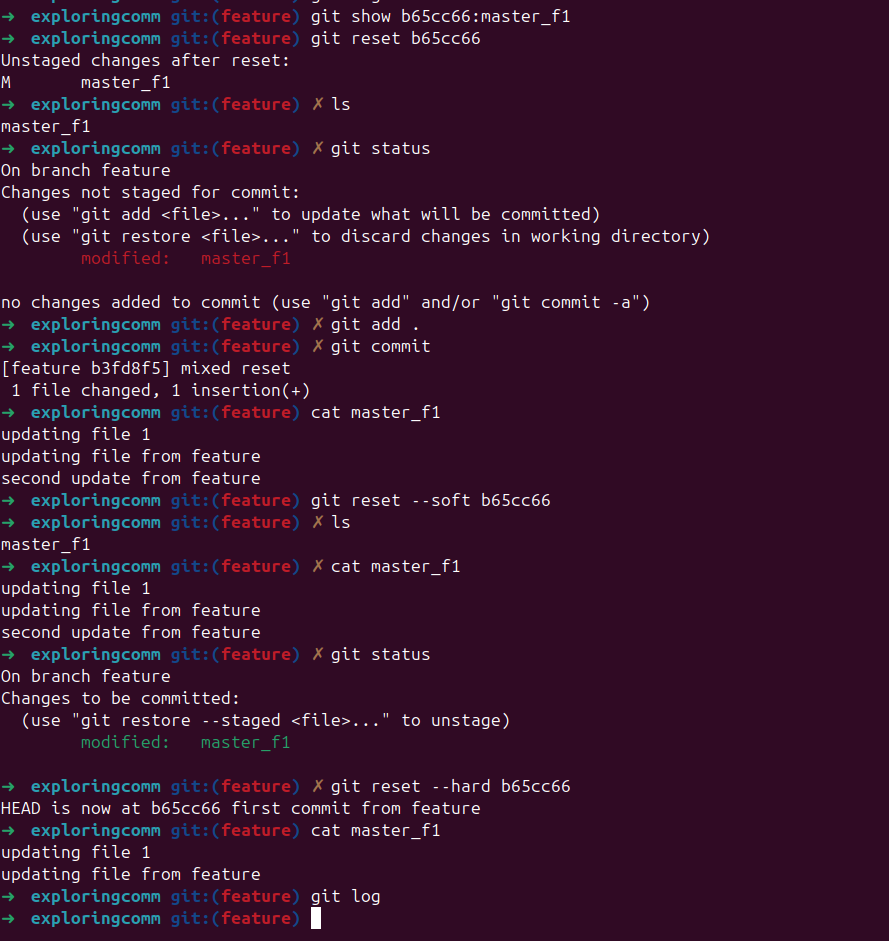 ➜  exploringcomm git:(feature) git show b65cc66:master_f1
➜  exploringcomm git:(feature) git reset b65cc66
Unstaged changes after reset:
M       master_f1
➜  exploringcomm git:(feature) ✗ ls
master_f1
➜  exploringcomm git:(feature) ✗ git status
On branch feature
Changes not staged for commit:
  (use "git add <file>..." to update what will be committed)
  (use "git restore <file>..." to discard changes in working directory)
        modified:   master_f1

no changes added to commit (use "git add" and/or "git commit -a")
➜  exploringcomm git:(feature) ✗ git add .
➜  exploringcomm git:(feature) ✗ git commit
[feature b3fd8f5] mixed reset
 1 file changed, 1 insertion(+)
➜  exploringcomm git:(feature) cat master_f1
updating file 1
updating file from feature
second update from feature
➜  exploringcomm git:(feature) git reset --soft b65cc66
➜  exploringcomm git:(feature) ✗ ls
master_f1
➜  exploringcomm git:(feature) ✗ cat master_f1
updating file 1
updating file from feature
second update from feature
➜  exploringcomm git:(feature) ✗ git status
On branch feature
Changes to be committed:
  (use "git restore --staged <file>..." to unstage)
        modified:   master_f1

➜  exploringcomm git:(feature) ✗ git reset --hard b65cc66
HEAD is now at b65cc66 first commit from feature
➜  exploringcomm git:(feature) cat master_f1
updating file 1
updating file from feature
➜  exploringcomm git:(feature) git log
➜  exploringcomm git:(feature)